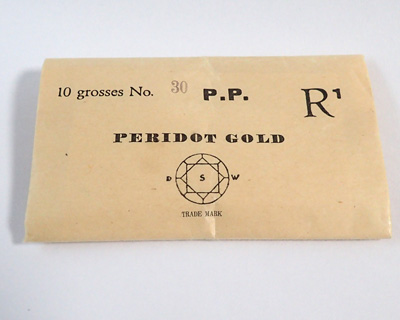 10 grosses No. 30 P.P. R¹
PERIDOT GOLD
D S W
TRADE MARK